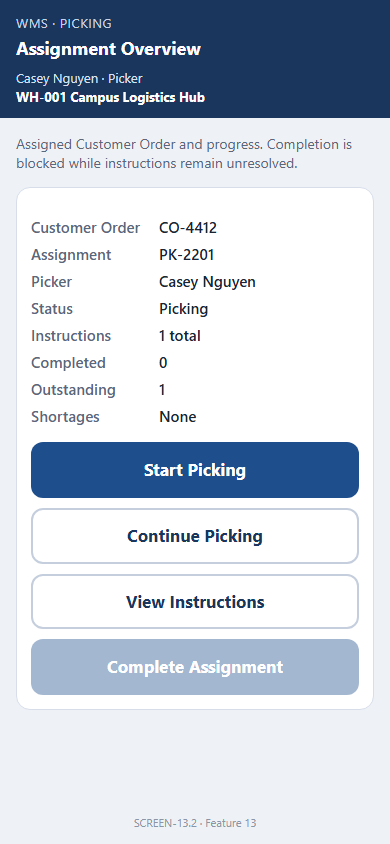 WMS · PICKING
Assignment Overview
Casey Nguyen · Picker
WH-001 Campus Logistics Hub
Assigned Customer Order and progress. Completion is
blocked while instructions remain unresolved.
Customer Order CO-4412
Assignment PK-2201
Picker Casey Nguyen
Status Picking
Instructions 1 total
Completed 0
Outstanding 1
Shortages None
Start Picking
Continue Picking
View Instructions
Complete Assignment
SCREEN-13.2 · Feature 13